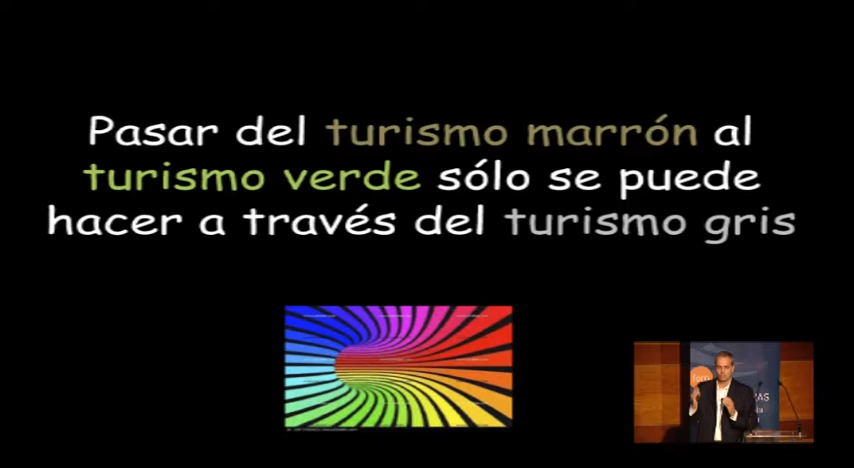 Pasar del turismo marrón al
turismo verde sólo se puede
hacer a través del turismo gris